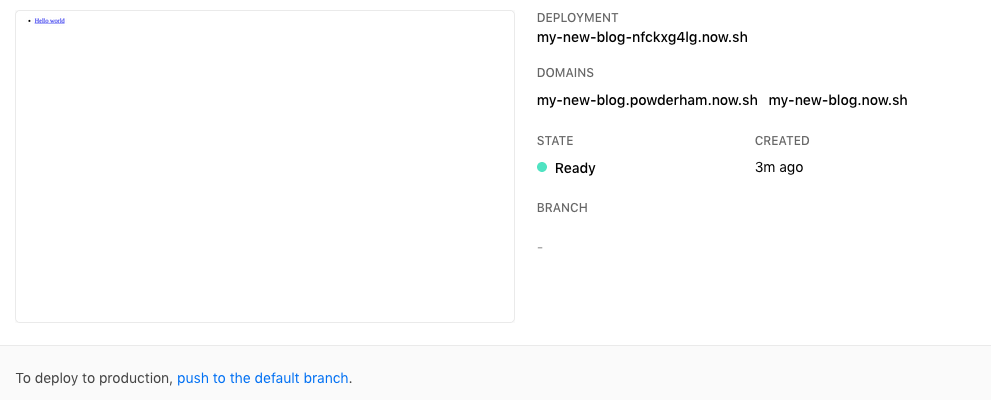 Hello world
DEPLOYMENT
my-new-blog-nfckxg4lg.now.sh
DOMAINS
my-new-blog.powderham.now.sh my-new-blog.now.sh
STATE CREATED
Ready 3m ago
BRANCH
-
To deploy to production, push to the default branch.